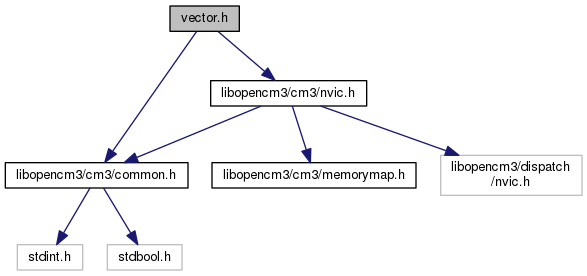 vector.h
libopencm3/cm3/nvic.h
libopencm3/cm3/common.h
libopencm3/cm3/memorymap.h
libopencm3/dispatch
/nvic.h
stdint.h
stdbool.h